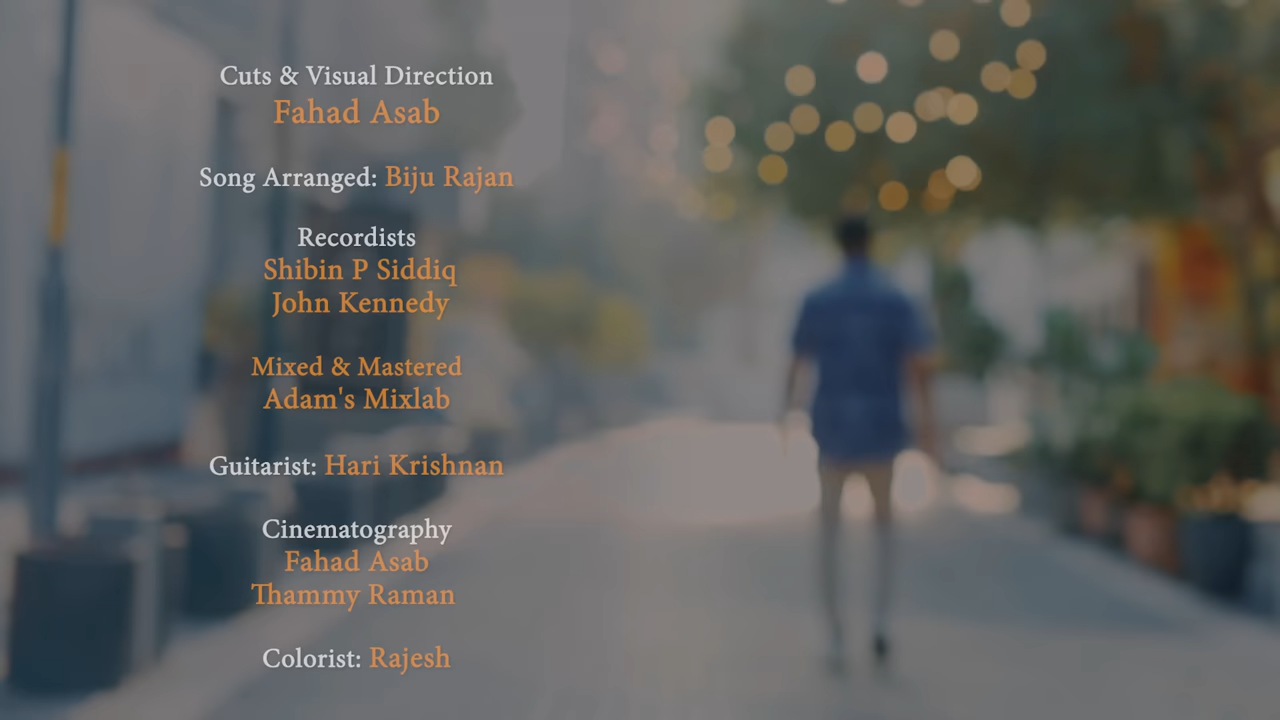 Cuts & Visual Direction
Fahad Asab
Song Arranged: Biju Rajan
Recordists
Shibin P Siddiq
John Kennedy
Mixed & Mastered
Adam's Mixlab
Guitarist: Hari Krishnan
Cinematography
Fahad Asab
Thammy Raman
Colorist: Rajesh